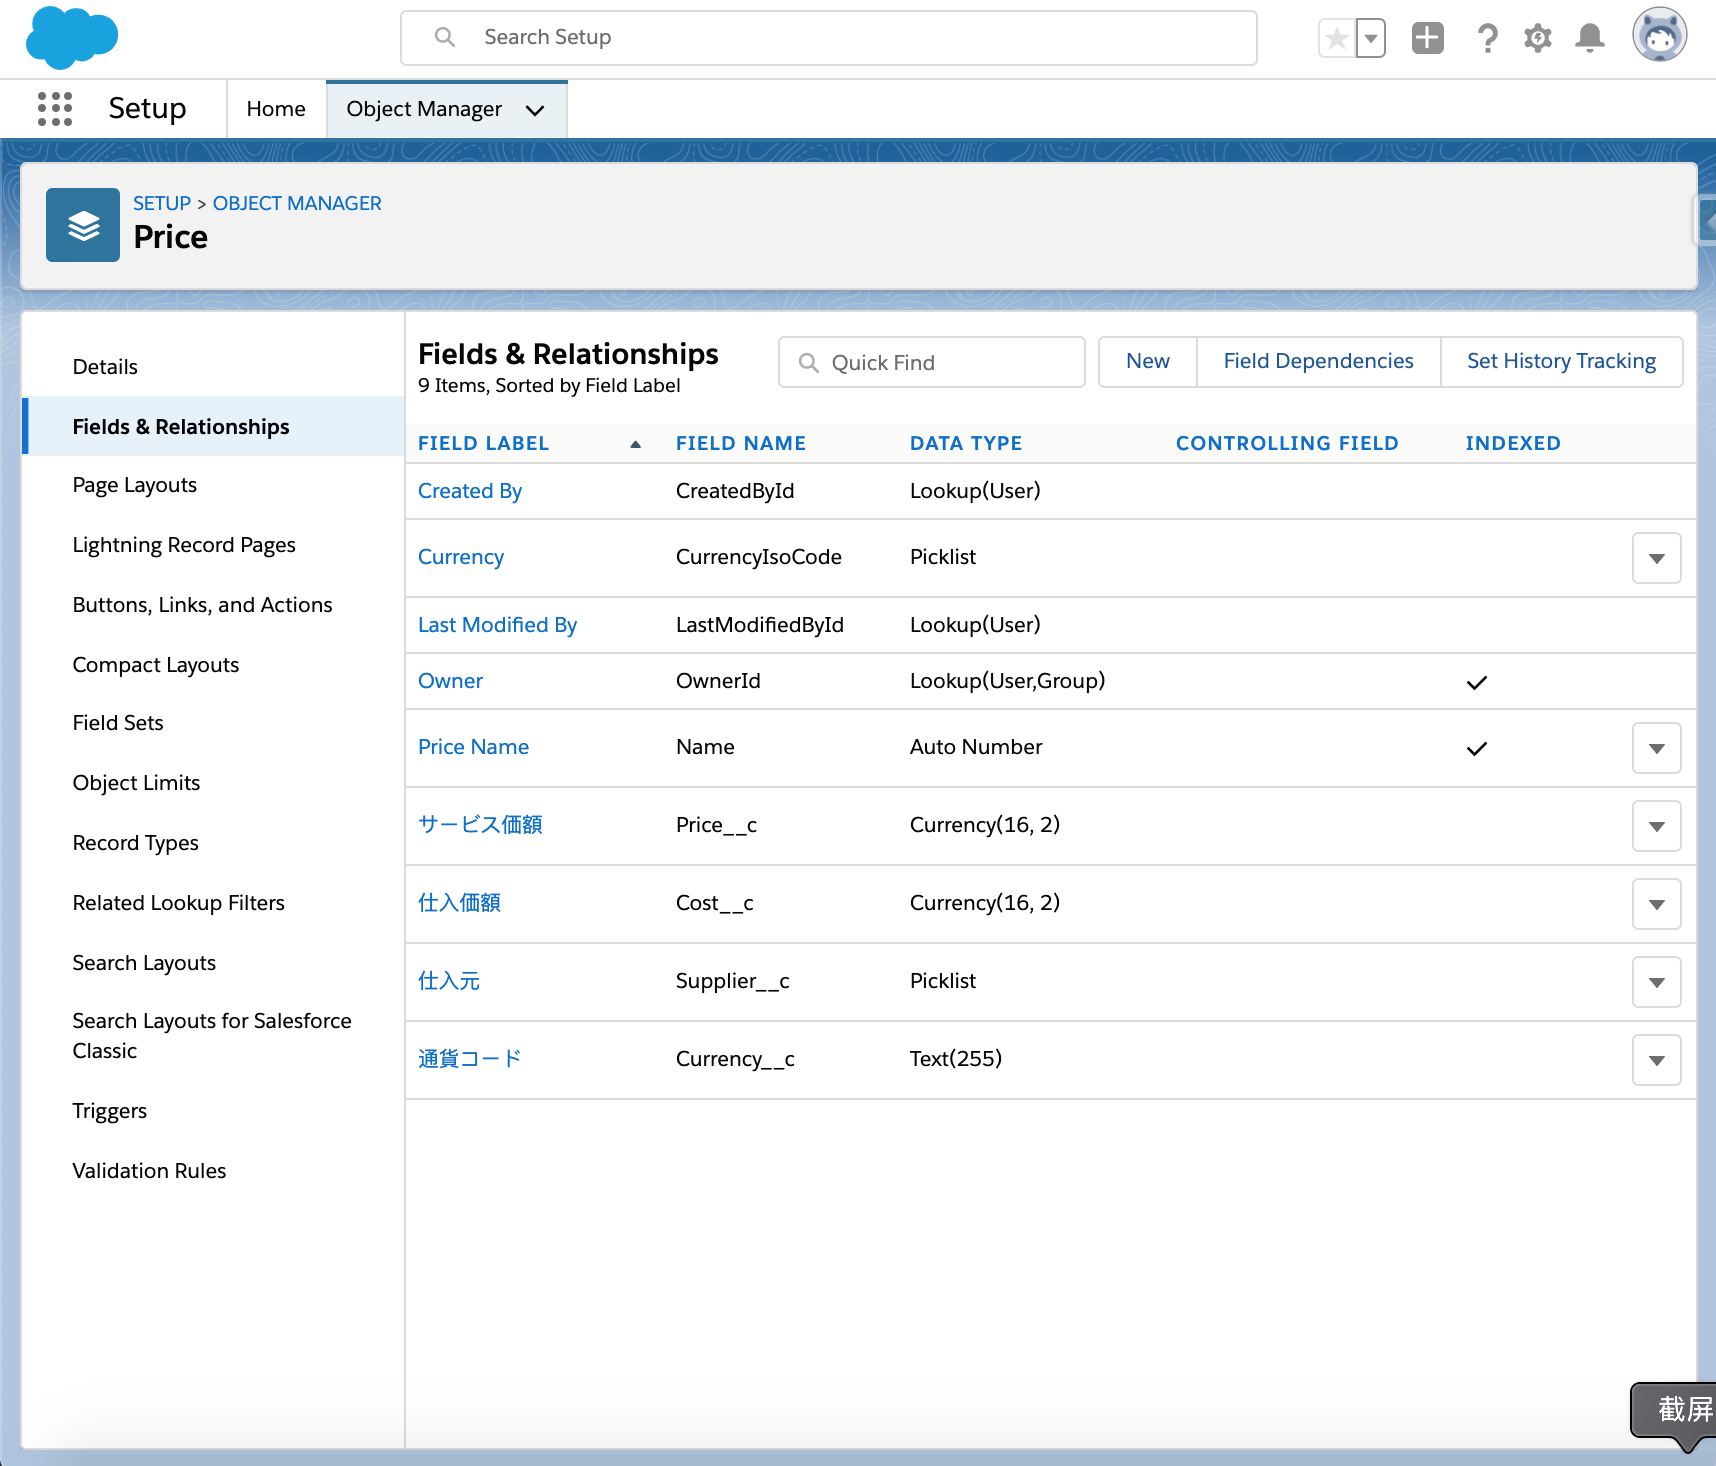 Search Setup
Setup
Home
Object Manager
SETUP > OBJECT MANAGER
Price
Details
Fields & Relationships
Page Layouts
Lightning Record Pages
Buttons, Links, and Actions
Compact Layouts
Field Sets
Object Limits
Record Types
Related Lookup Filters
Search Layouts
Search Layouts for Salesforce
Classic
Triggers
Validation Rules
Fields & Relationships
9 Items, Sorted by Field Label
Quick Find
New
Field Dependencies
Set History Tracking
FIELD LABEL FIELD NAME DATA TYPE CONTROLLING FIELD INDEXED
Created By CreatedById Lookup(User)
Currency CurrencyIsoCode Picklist
Last Modified By LastModifiedById Lookup(User)
Owner OwnerId Lookup(User,Group)
Price Name Name Auto Number
サービス価額 Price__c Currency(16, 2)
仕入価額 Cost__c Currency(16, 2)
仕入元 Supplier__c Picklist
通貨コード Currency__c Text(255)
截屏